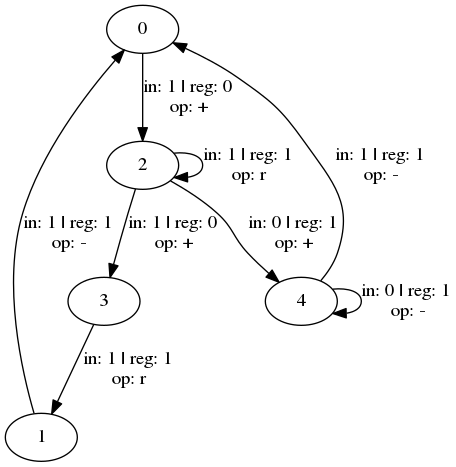 0
in: 1 | reg: 0
op: +
2
in: 1 | reg: 1
op: r
in: 1 | reg: 1
op: -
in: 1 | reg: 1
op: -
in: 1 | reg: 0
op: +
in: 0 | reg: 1
op: +
3
4
in: 0 | reg: 1
op: -
in: 1 | reg: 1
op: r
1